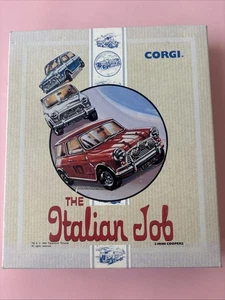 CORGI.
THE
Italian Job
3 MINI COOPERS